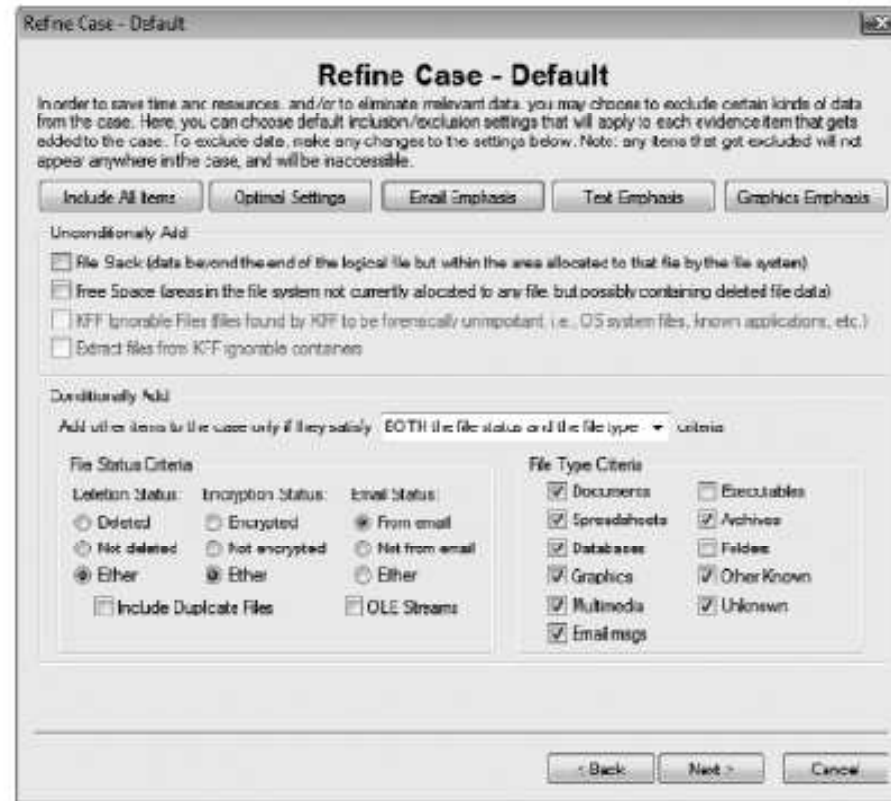 Refine Case - Default
Refine Case - Default
In order to save time and resources, and/or to eliminate irrelevant data, you may choose to exclude certain kinds of data
from the case. Here, you can choose default inclusion/exclusion settings that will apply to each evidence item that gets
added to the case. To exclude data, make any changes to the settings below. Note: any items that get excluded will not
appear anywhere in the case, and will be inaccessible.
Include All Items Optimal Settings Email Emphasis Text Emphasis Graphics Emphasis
Unconditionally Add
File Slack (data beyond the end of the logical file but within the area allocated to that file by the file system)
Free Space (areas in the file system not currently allocated to any file, but possibly containing deleted file data)
KFF Ignorable Files (files found by KFF to be forensically unimportant, i.e., OS system files, known applications, etc.)
Extract files from KFF ignorable containers
Conditionally Add
Add other items to the case only if they satisfy BOTH the file status and the file type criteria
File Status Criteria
Deletion Status: Encryption Status: Email Status:
Deleted Encrypted From email
Not deleted Not encrypted Not from email
Either Either Either
Include Duplicate Files OLE Streams
File Type Criteria
Documents Executables
Spreadsheets Archives
Databases Folders
Graphics Other Known
Multimedia Unknown
Email msgs
< Back Next > Cancel